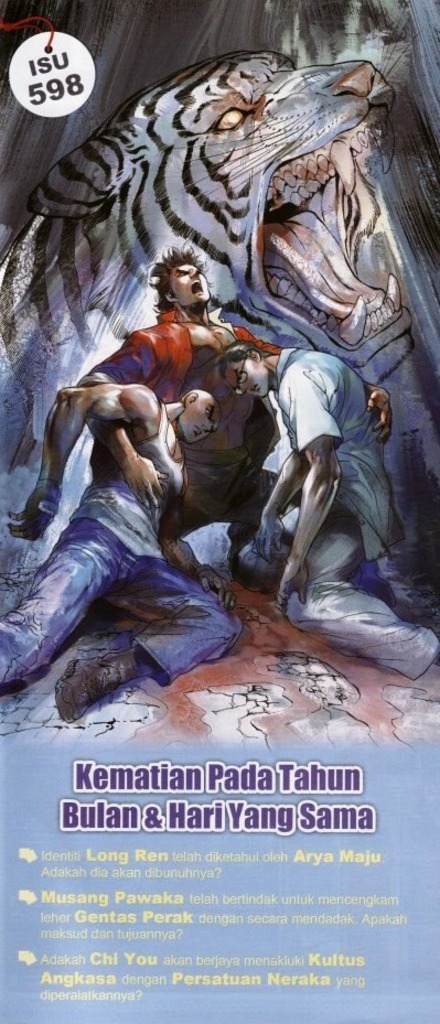 ISU
598
Kematian Pada Tahun
Bulan & Hari Yang Sama
Identiti Long Ren telah diketahui oleh Arya Maju.
Adakah dia akan dibunuhnya?
Musang Pawaka telah bertindak untuk mencengkam
leher Gentas Perak dengan secara mendadak. Apakah
maksud dan tujuannya?
Adakah Chi You akan berjaya menakluki Kultus
Angkasa dengan Persatuan Neraka yang
diperalatkannya?